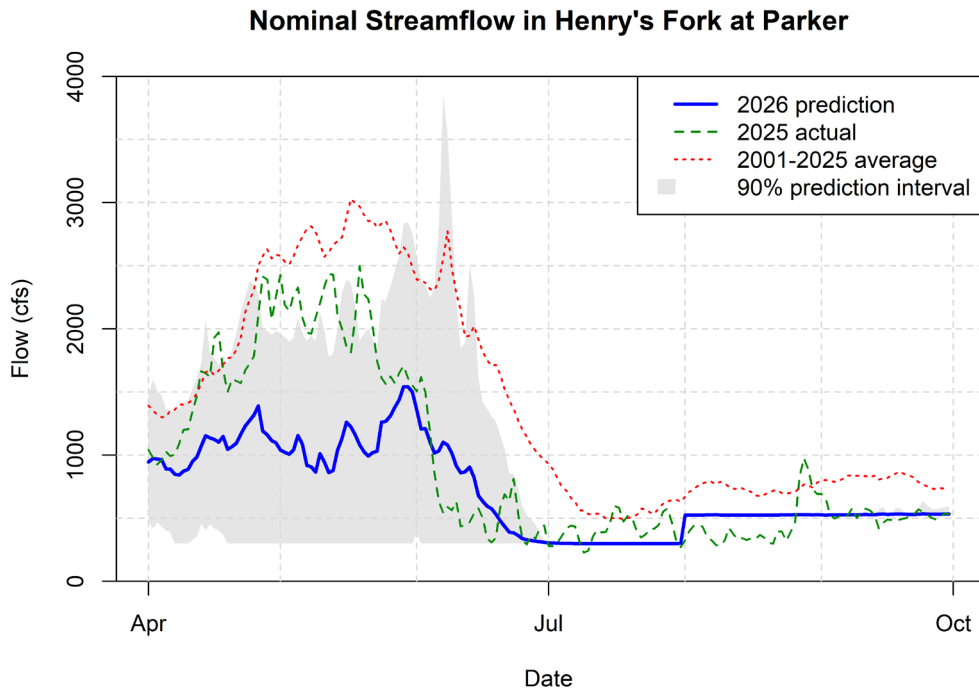 Nominal Streamflow in Henry's Fork at Parker
2026 prediction
2025 actual
2001-2025 average
90% prediction interval
Flow (cfs)
4000
3000
2000
1000
0
Apr
Jul
Oct
Date